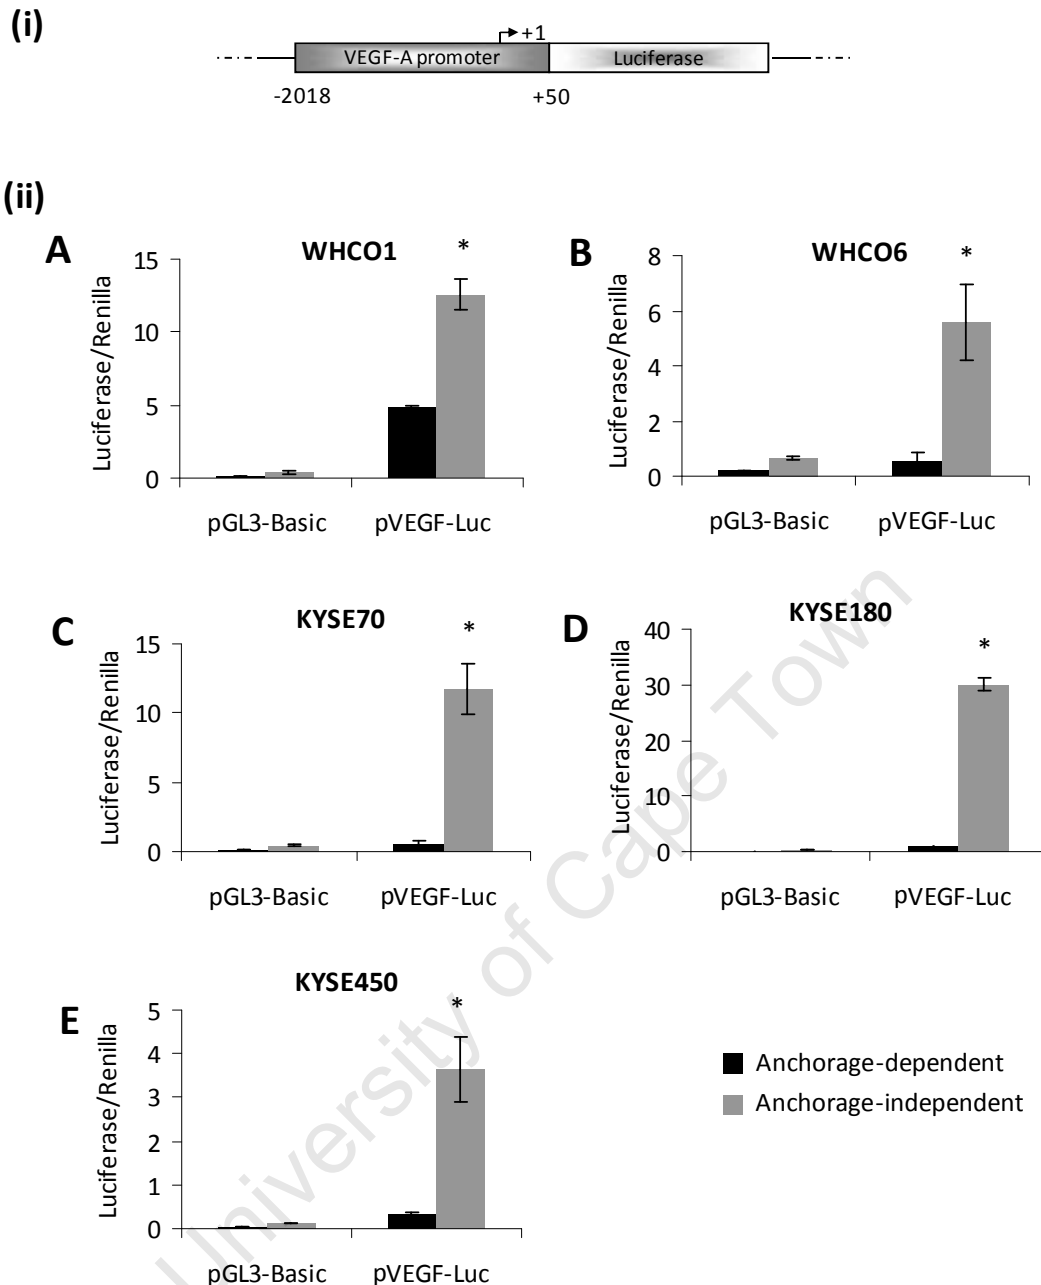 (i)
+1
VEGF-A promoter Luciferase
-2018 +50
(ii)
A
WHCO1
*
Luciferase/Renilla
15
10
5
0
pGL3-Basic pVEGF-Luc
B
WHCO6
*
Luciferase/Renilla
8
6
4
2
0
pGL3-Basic pVEGF-Luc
C
KYSE70
*
Luciferase/Renilla
15
10
5
0
pGL3-Basic pVEGF-Luc
D
KYSE180
*
Luciferase/Renilla
40
30
20
10
0
pGL3-Basic pVEGF-Luc
E
KYSE450
*
Luciferase/Renilla
5
4
3
2
1
0
pGL3-Basic pVEGF-Luc
Anchorage-dependent
Anchorage-independent
University of Cape Town